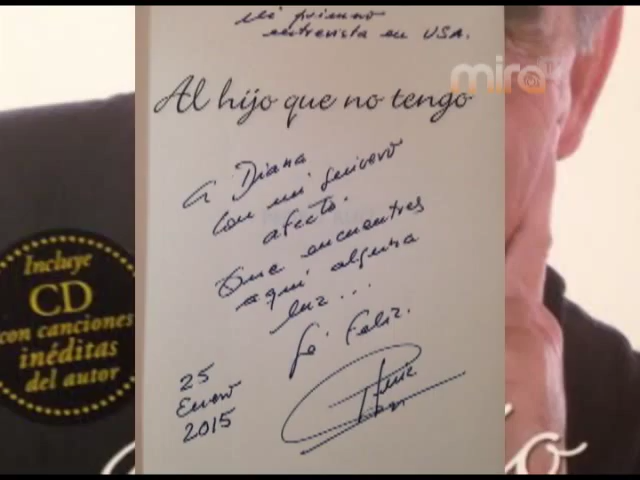 Mi primera
entrevista en USA.
mira
Al hijo que no tengo
A Diana
con mi sincero
afecto.
Que encuentres
aquí alguna
luz...
Sé Feliz.
25
Enero
2015
Incluye
CD
con canciones
inéditas
del autor